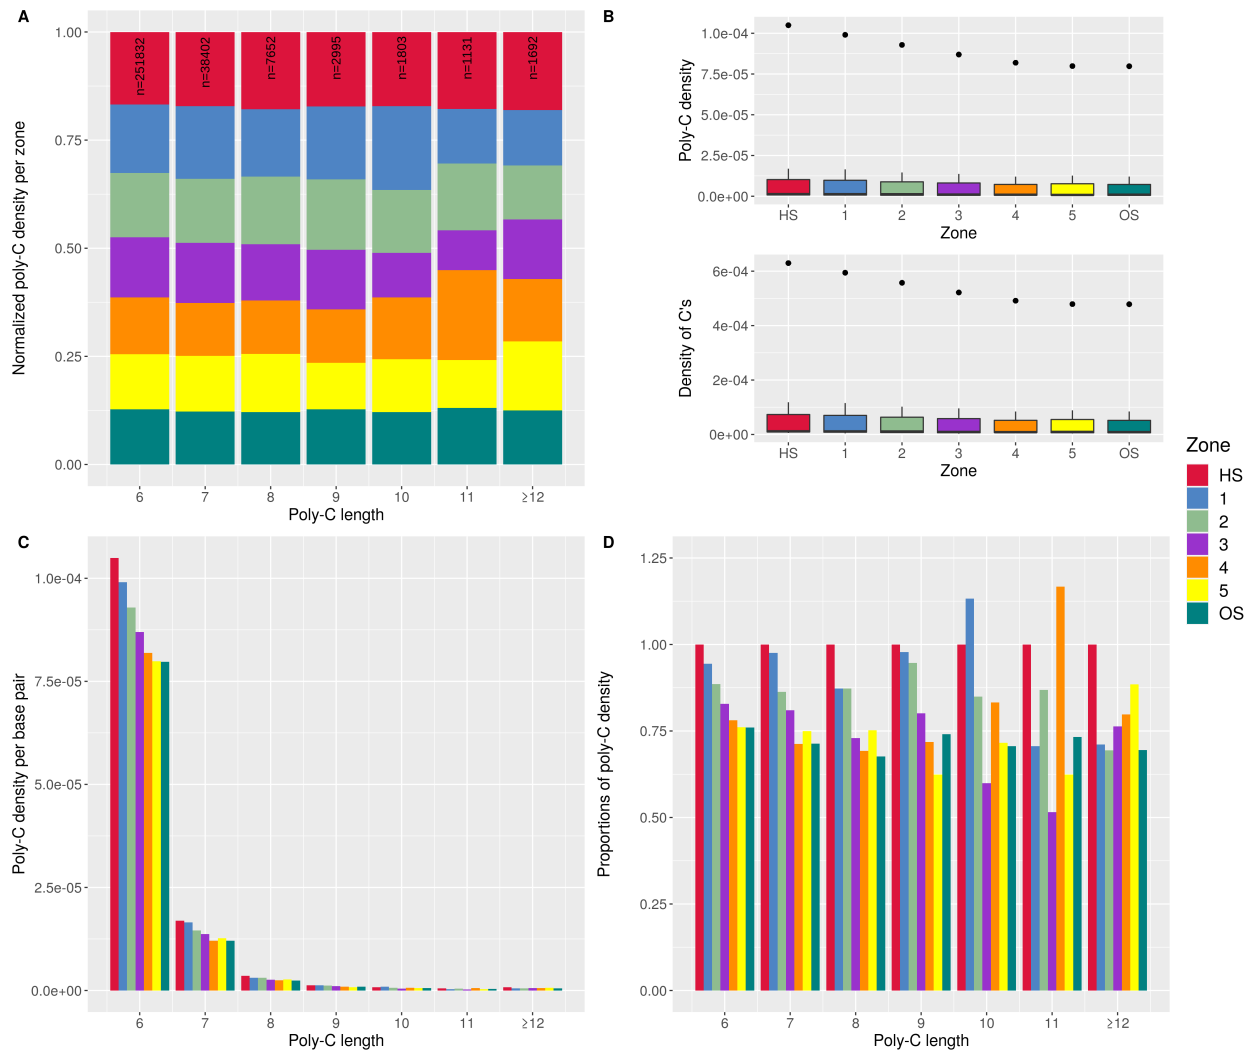 A
1.00
0.75
0.50
0.25
0.00
Normalized poly-C density per zone
n=251832
n=38402
n=7652
n=2995
n=1803
n=1131
n=1692
6 7 8 9 10 11 ≥12
Poly-C length
B
1.0e-04
7.5e-05
5.0e-05
2.5e-05
0.0e+00
Poly-C density
HS 1 2 3 4 5 OS
Zone
6e-04
4e-04
2e-04
0e+00
Density of C's
HS 1 2 3 4 5 OS
Zone
Zone
HS
1
2
3
4
5
OS
C
1.0e-04
7.5e-05
5.0e-05
2.5e-05
0.0e+00
Poly-C density per base pair
6 7 8 9 10 11 ≥12
Poly-C length
D
1.25
1.00
0.75
0.50
0.25
0.00
Proportions of poly-C density
6 7 8 9 10 11 ≥12
Poly-C length